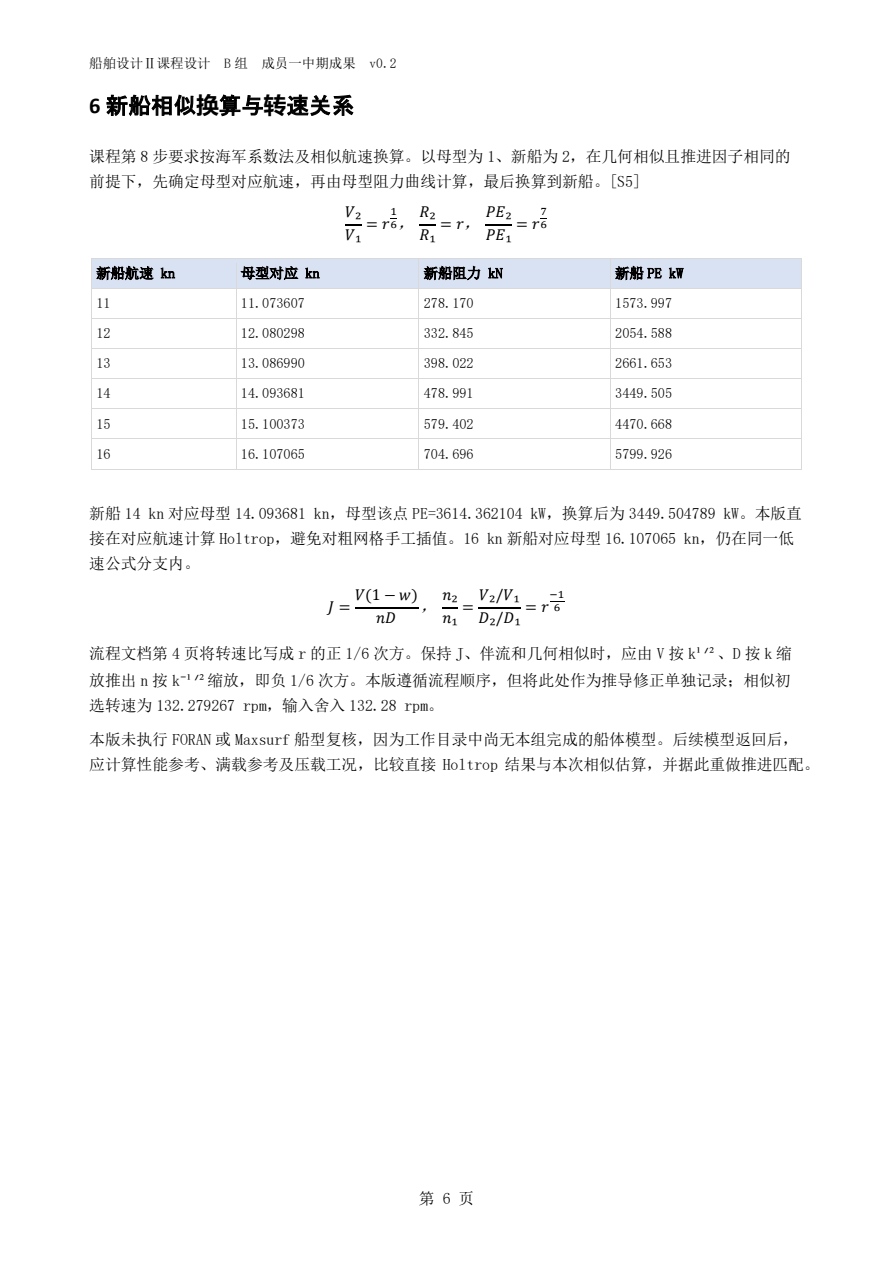 船舶设计Ⅱ课程设计　B 组　成员一中期成果　v0.2
6 新船相似换算与转速关系
课程第 8 步要求按海军系数法及相似航速换算。以母型为 1、新船为 2，在几何相似且推进因子相同的
前提下，先确定母型对应航速，再由母型阻力曲线计算，最后换算到新船。[S5]
V₂/V₁ = r^(1/6)， R₂/R₁ = r， PE₂/PE₁ = r^(7/6)
新船航速 kn 母型对应 kn 新船阻力 kN 新船 PE kW
11 11.073607 278.170 1573.997
12 12.080298 332.845 2054.588
13 13.086990 398.022 2661.653
14 14.093681 478.991 3449.505
15 15.100373 579.402 4470.668
16 16.107065 704.696 5799.926
新船 14 kn 对应母型 14.093681 kn，母型该点 PE=3614.362104 kW，换算后为 3449.504789 kW。本版直
接在对应航速计算 Holtrop，避免对粗网格手工插值。16 kn 新船对应母型 16.107065 kn，仍在同一低
速公式分支内。
J = V(1 − w)/nD， n₂/n₁ = (V₂/V₁)/(D₂/D₁) = r^(−1/6)
流程文档第 4 页将转速比写成 r 的正 1/6 次方。保持 J、伴流和几何相似时，应由 V 按 k¹ᐟ²、D 按 k 缩
放推出 n 按 k⁻¹ᐟ² 缩放，即负 1/6 次方。本版遵循流程顺序，但将此处作为推导修正单独记录；相似初
选转速为 132.279267 rpm，输入舍入 132.28 rpm。
本版未执行 FORAN 或 Maxsurf 船型复核，因为工作目录中尚无本组完成的船体模型。后续模型返回后，
应计算性能参考、满载参考及压载工况，比较直接 Holtrop 结果与本次相似估算，并据此重做推进匹配。
第 6 页